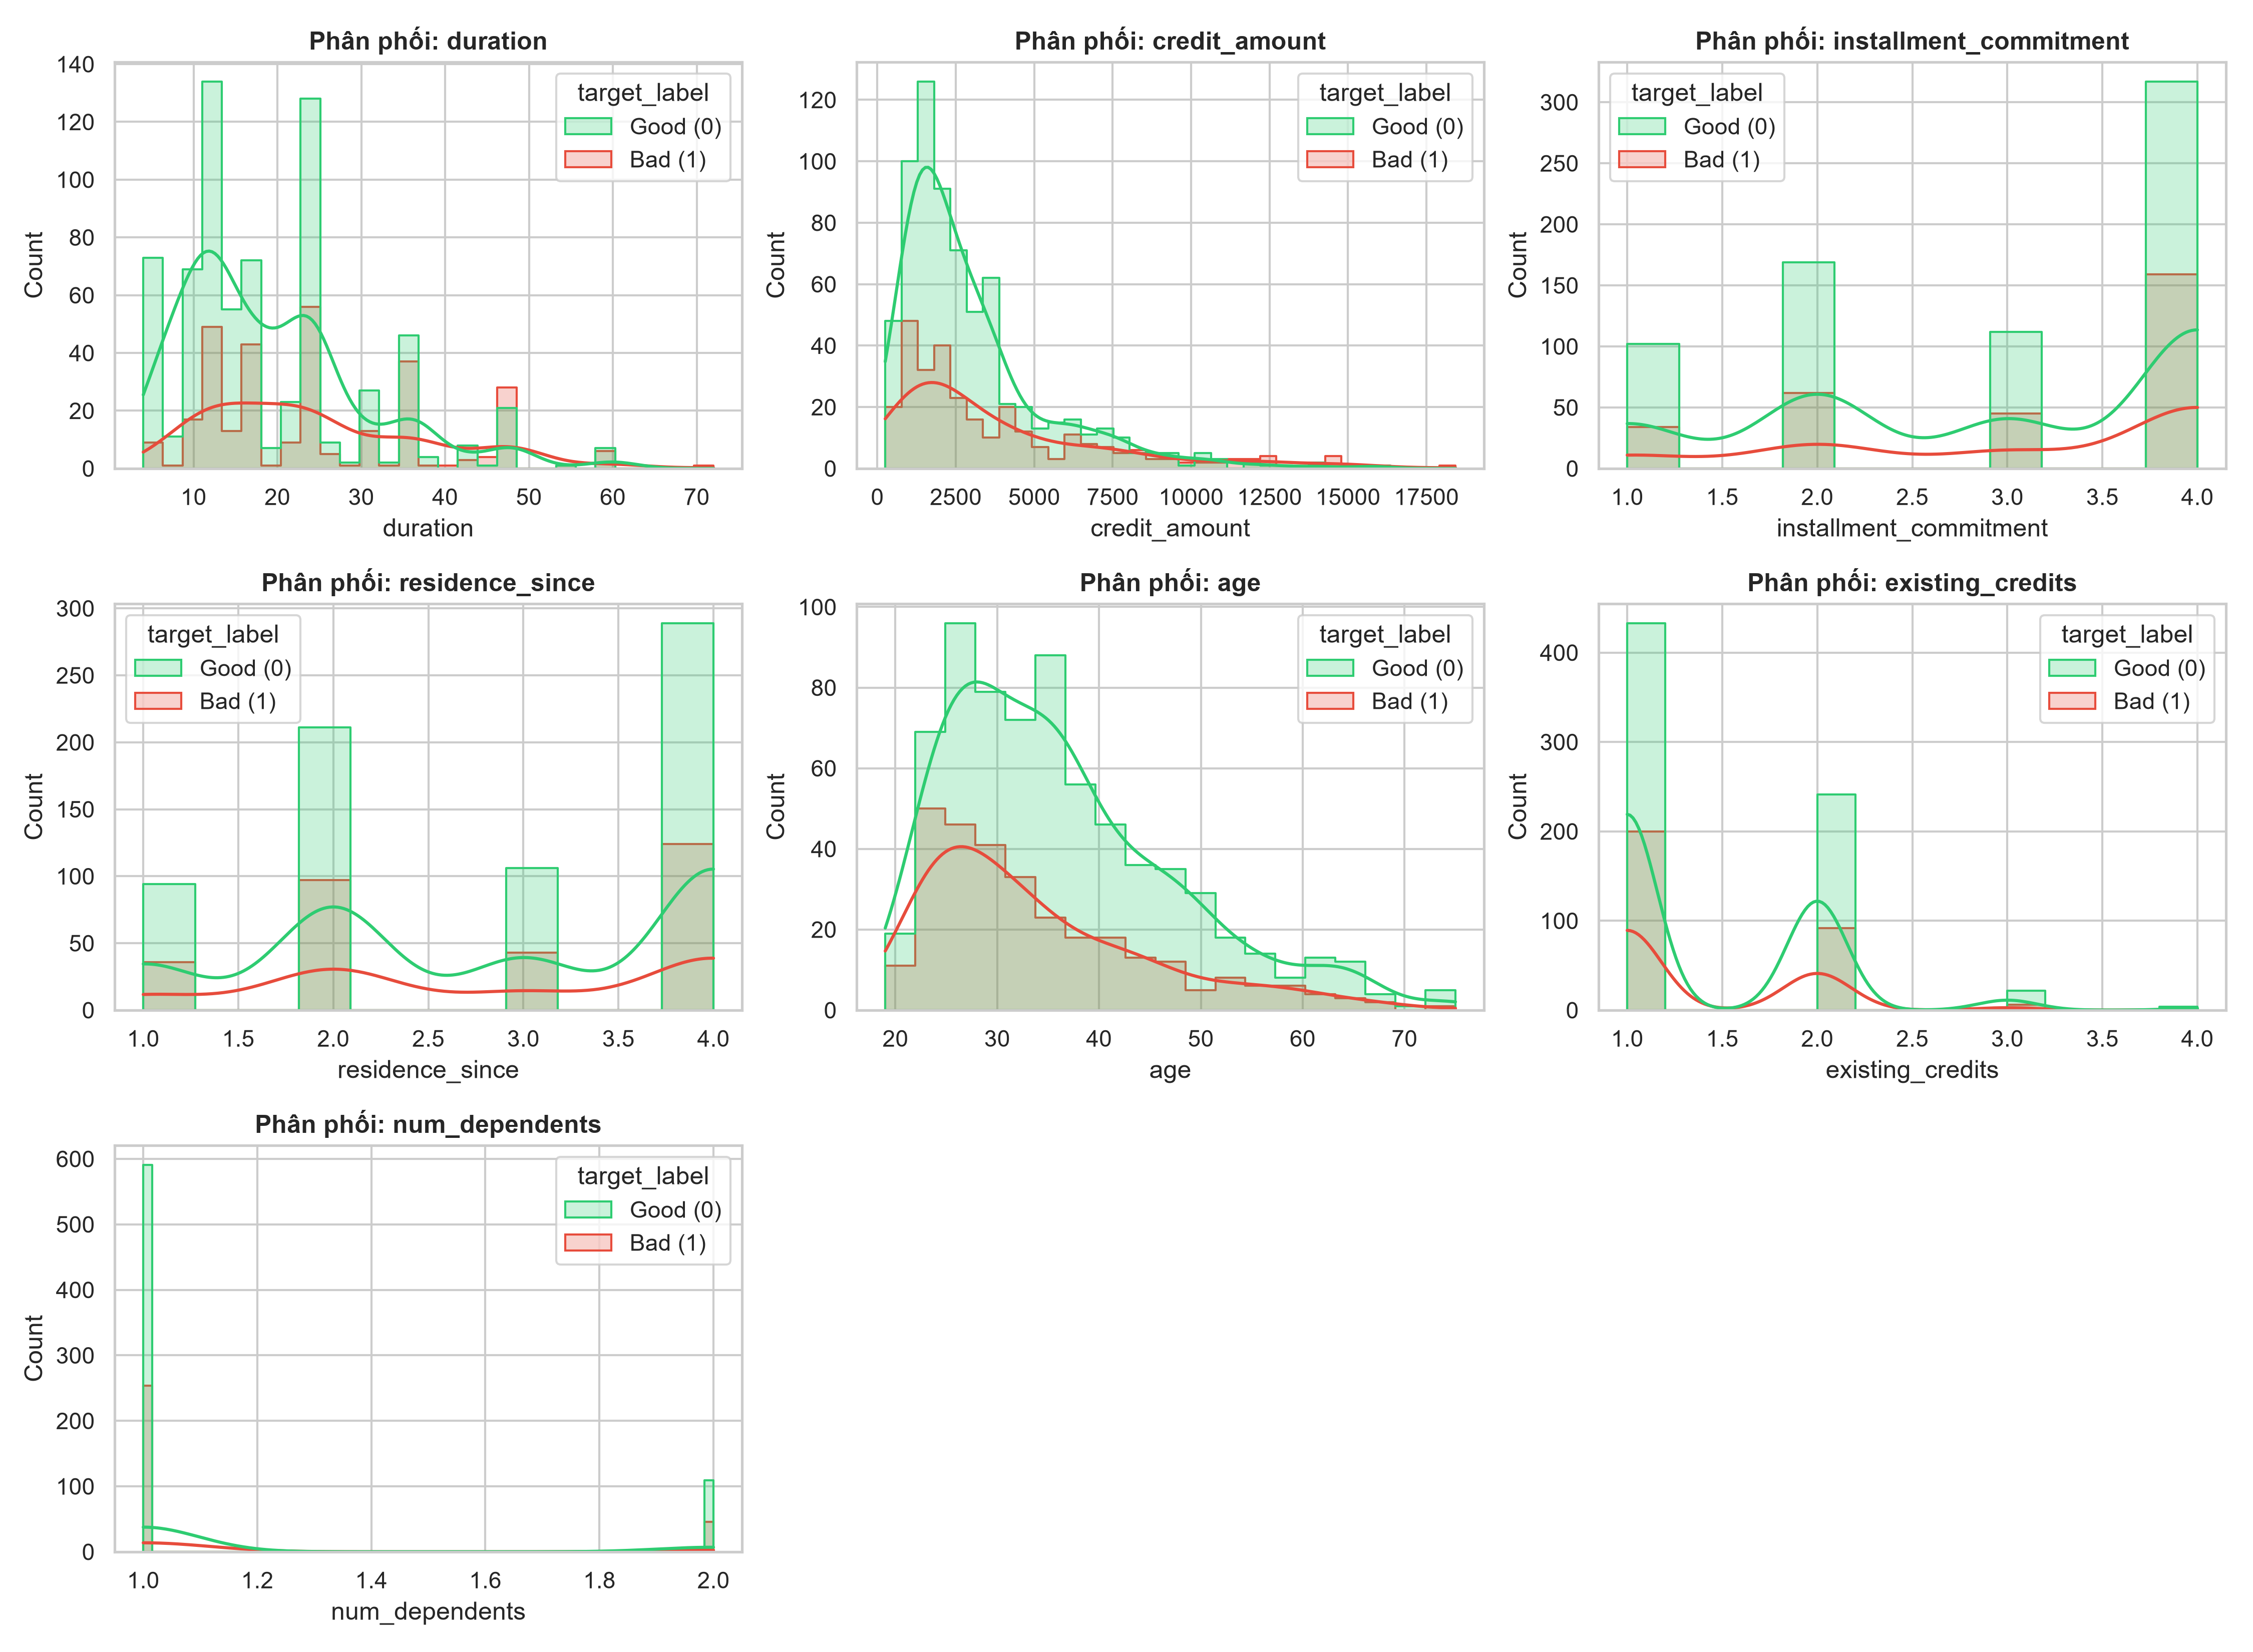 Phân phối: duration
140
120
100
80
60
40
20
0
Count
target_label
Good (0)
Bad (1)
10 20 30 40 50 60 70
duration
Phân phối: credit_amount
120
100
80
60
40
20
0
Count
target_label
Good (0)
Bad (1)
0 2500 5000 7500 10000 12500 15000 17500
credit_amount
Phân phối: installment_commitment
300
250
200
150
100
50
0
Count
target_label
Good (0)
Bad (1)
1.0 1.5 2.0 2.5 3.0 3.5 4.0
installment_commitment
Phân phối: residence_since
300
250
200
150
100
50
0
Count
target_label
Good (0)
Bad (1)
1.0 1.5 2.0 2.5 3.0 3.5 4.0
residence_since
Phân phối: age
100
80
60
40
20
0
Count
target_label
Good (0)
Bad (1)
20 30 40 50 60 70
age
Phân phối: existing_credits
400
300
200
100
0
Count
target_label
Good (0)
Bad (1)
1.0 1.5 2.0 2.5 3.0 3.5 4.0
existing_credits
Phân phối: num_dependents
600
500
400
300
200
100
0
Count
target_label
Good (0)
Bad (1)
1.0 1.2 1.4 1.6 1.8 2.0
num_dependents